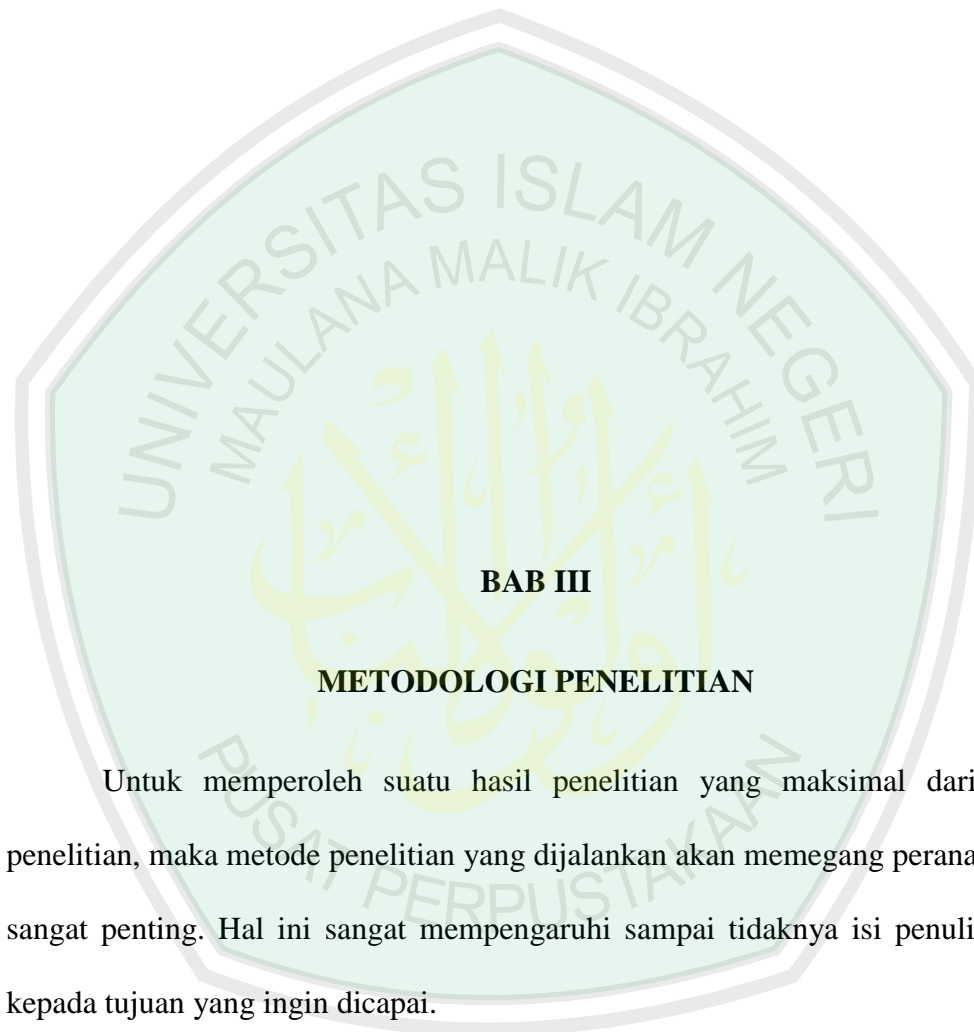 UNIVERSITAS ISLAM NEGERI
MAULANA MALIK IBRAHIM
BAB III
METODOLOGI PENELITIAN
Untuk memperoleh suatu hasil penelitian yang maksimal dari
penelitian, maka metode penelitian yang dijalankan akan memegang
sangat penting. Hal ini sangat mempengaruhi sampai tidaknya isi
kepada tujuan yang ingin dicapai.
PUSAT PERPUSTAKAAN